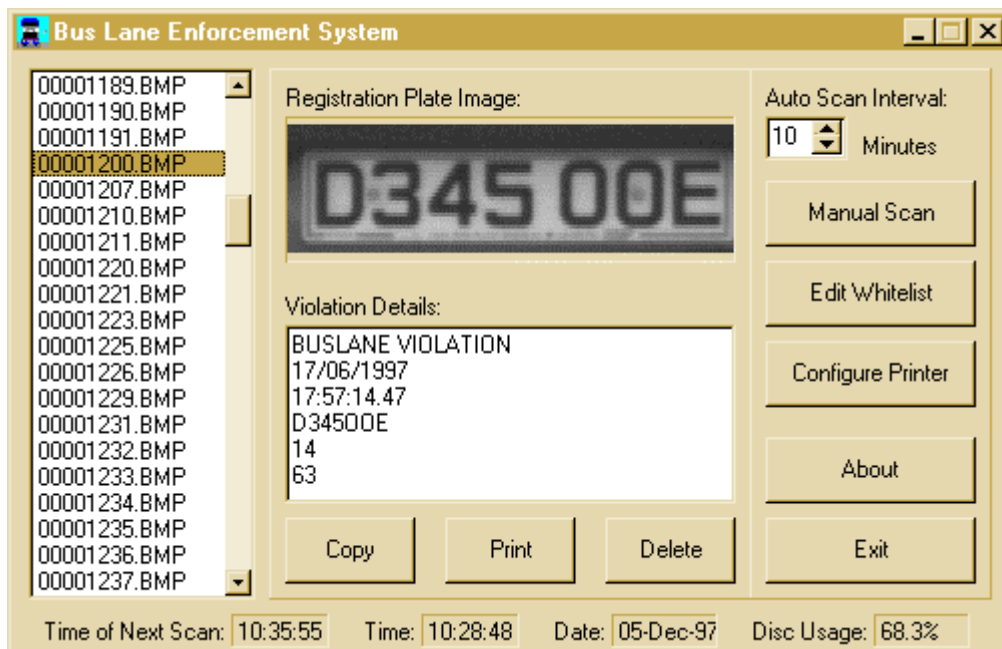 Bus Lane Enforcement System
00001189.BMP
00001190.BMP
00001191.BMP
00001200.BMP
00001207.BMP
00001210.BMP
00001211.BMP
00001220.BMP
00001221.BMP
00001223.BMP
00001225.BMP
00001226.BMP
00001229.BMP
00001231.BMP
00001232.BMP
00001233.BMP
00001234.BMP
00001235.BMP
00001236.BMP
00001237.BMP
Registration Plate Image:
D345 OOE
Violation Details:
BUSLANE VIOLATION
17/06/1997
17:57:14.47
D345OOE
14
63
Copy Print Delete
Auto Scan Interval:
10 Minutes
Manual Scan
Edit Whitelist
Configure Printer
About
Exit
Time of Next Scan: 10:35:55 Time: 10:28:48 Date: 05-Dec-97 Disc Usage: 68.3%